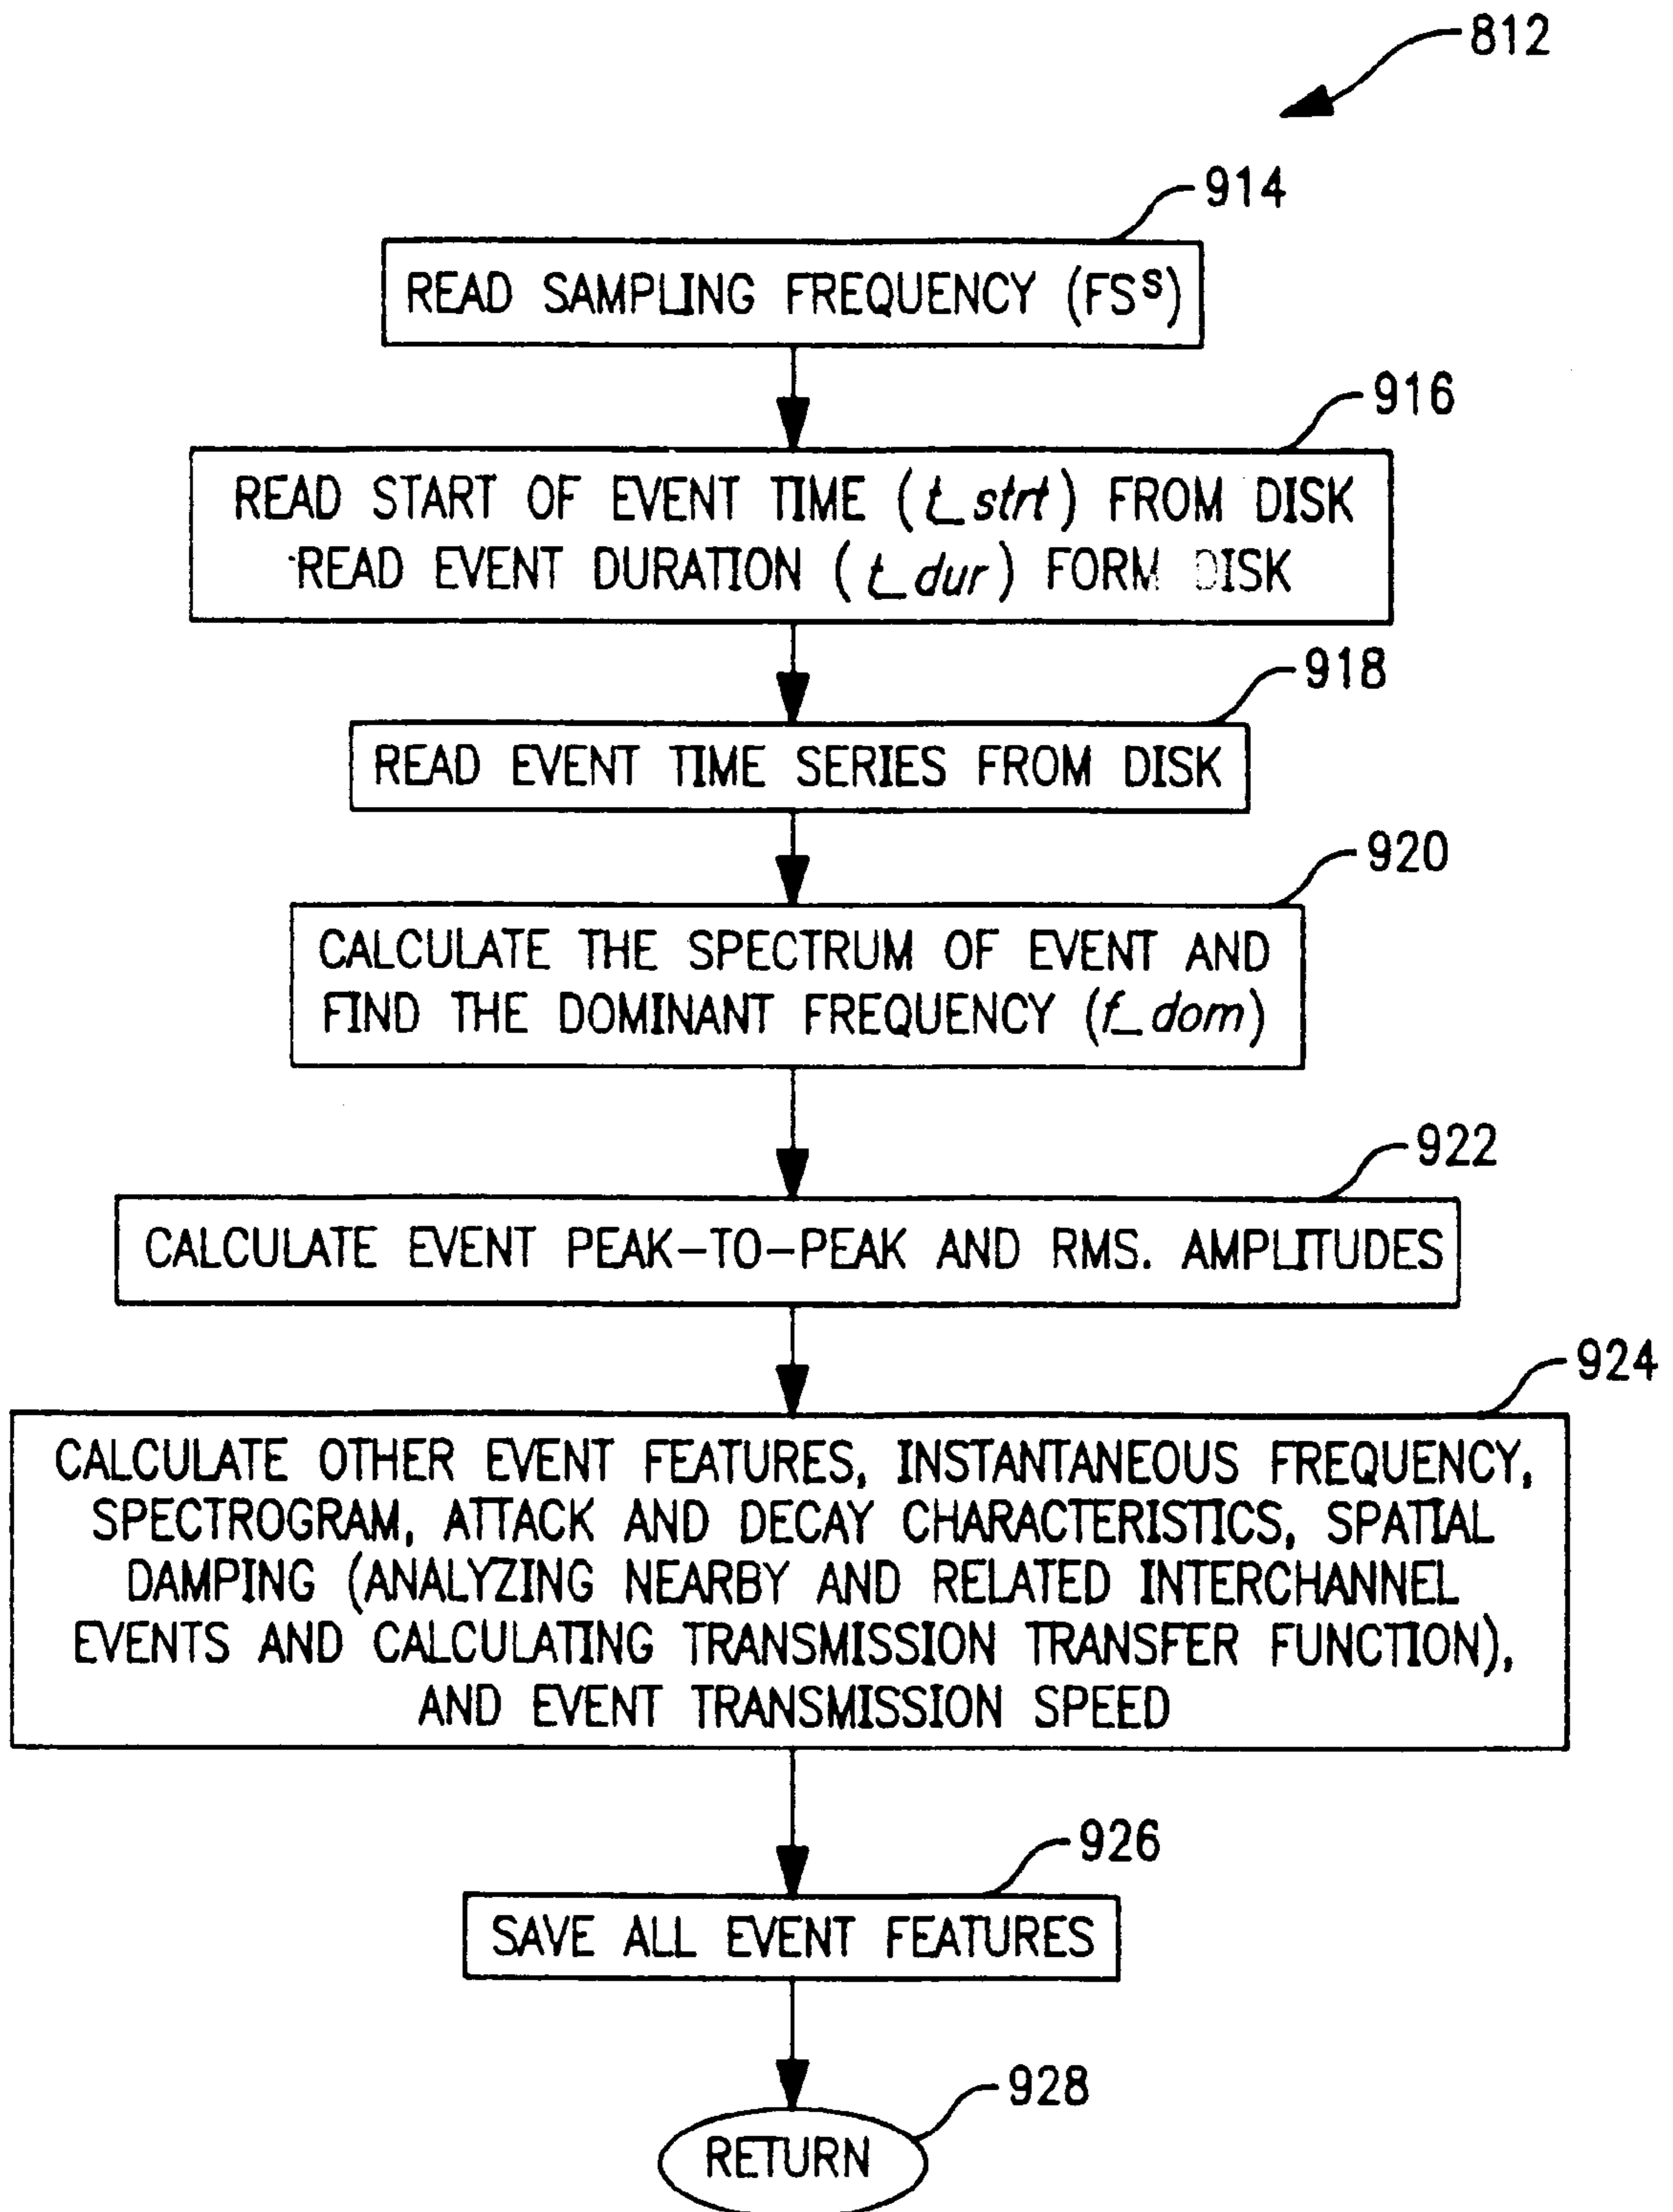 812
914
READ SAMPLING FREQUENCY (FSˢ)
916
READ START OF EVENT TIME (t_strt) FROM DISK
READ EVENT DURATION (t_dur) FORM DISK
918
READ EVENT TIME SERIES FROM DISK
920
CALCULATE THE SPECTRUM OF EVENT AND
FIND THE DOMINANT FREQUENCY (f_dom)
922
CALCULATE EVENT PEAK-TO-PEAK AND RMS. AMPLITUDES
924
CALCULATE OTHER EVENT FEATURES, INSTANTANEOUS FREQUENCY,
SPECTROGRAM, ATTACK AND DECAY CHARACTERISTICS, SPATIAL
DAMPING (ANALYZING NEARBY AND RELATED INTERCHANNEL
EVENTS AND CALCULATING TRANSMISSION TRANSFER FUNCTION),
AND EVENT TRANSMISSION SPEED
926
SAVE ALL EVENT FEATURES
928
RETURN